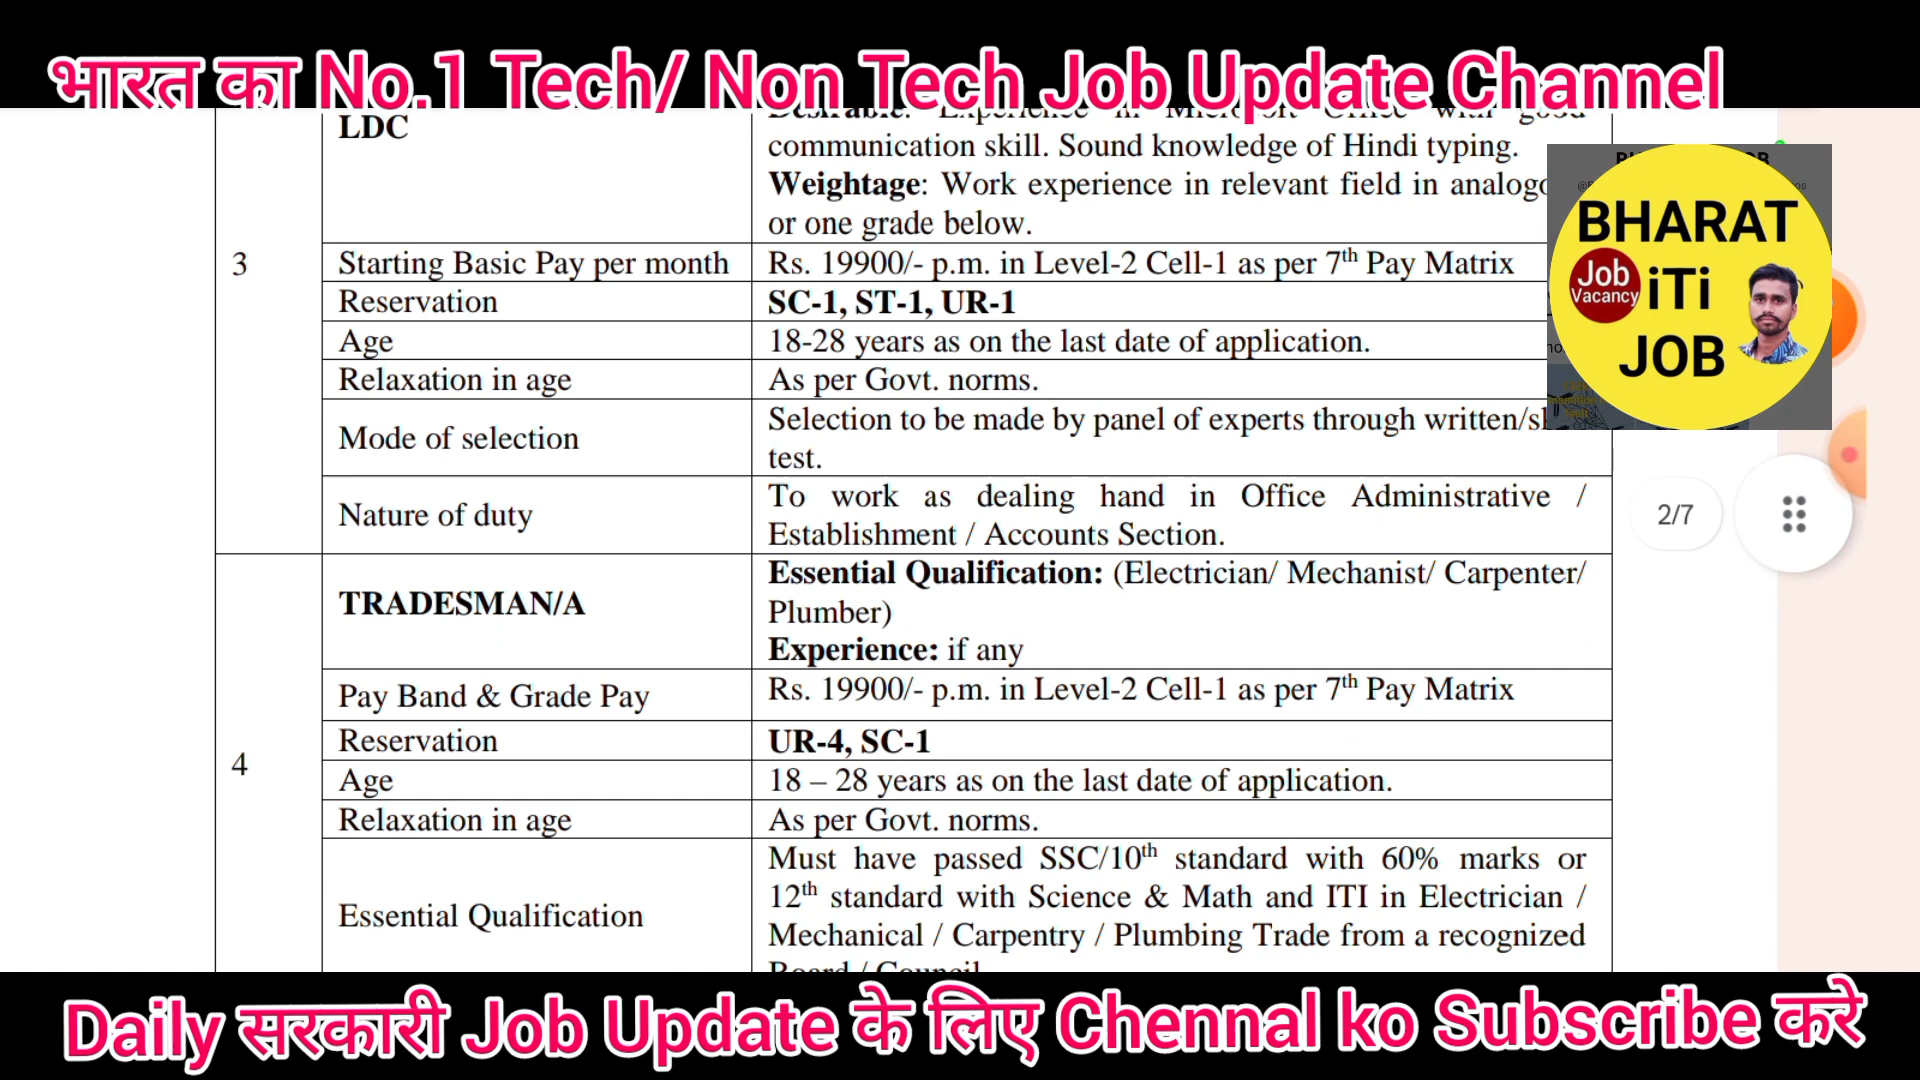 भारत का No.1 Tech/ Non Tech Job Update Channel
LDC
Desirable: Experience in Microsoft Office with good
communication skill. Sound knowledge of Hindi typing.
Weightage: Work experience in relevant field in
or one grade below.
3
Starting Basic Pay per month
Rs. 19900/- p.m. in Level-2 Cell-1 as per 7th Pay Matrix
Reservation
SC-1, ST-1, UR-1
Age
18-28 years as on the last date of application.
Relaxation in age
As per Govt. norms.
Mode of selection
Selection to be made by panel of experts through
test.
Nature of duty
To work as dealing hand in Office Administrative /
Establishment / Accounts Section.
4
TRADESMAN/A
Essential Qualification: (Electrician/ Mechanist/ Carpenter/
Plumber)
Experience: if any
Pay Band & Grade Pay
Rs. 19900/- p.m. in Level-2 Cell-1 as per 7th Pay Matrix
Reservation
UR-4, SC-1
Age
18 – 28 years as on the last date of application.
Relaxation in age
As per Govt. norms.
Essential Qualification
Must have passed SSC/10th standard with 60% marks or
12th standard with Science & Math and ITI in Electrician /
Mechanical / Carpentry / Plumbing Trade from a recognized
Board / Council
BHARAT
Job
Vacancy
iTi
JOB
2/7
Daily सरकारी Job Update के लिए Chennal ko Subscribe करे